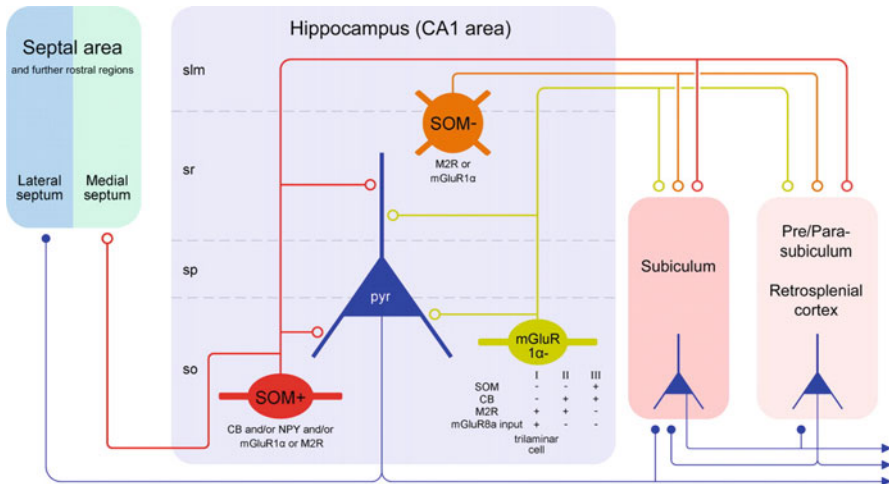 Septal area
and further rostral regions
Lateral
septum
Medial
septum
Hippocampus (CA1 area)
slm
sr
sp
so
SOM-
M2R or
mGluR1α
pyr
SOM+
CB and/or NPY and/or
mGluR1α or M2R
mGluR
1α-
I II III
SOM - - +
CB - + +
M2R + + -
mGluR8a input + - -
trilaminar
cell
Subiculum
Pre/Para-
subiculum
Retrosplenial
cortex